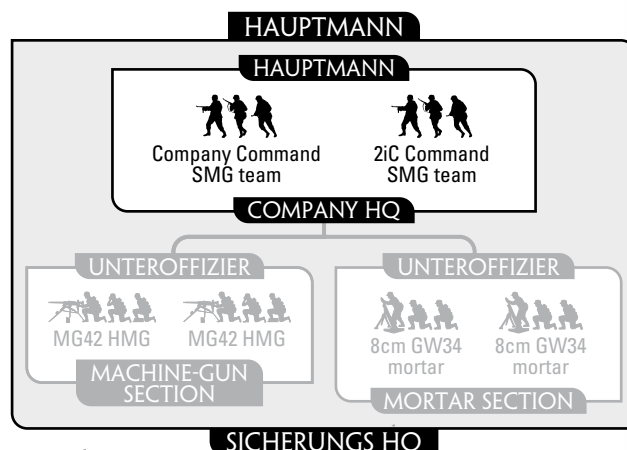 HAUPTMANN
HAUPTMANN
Company Command
SMG team
2iC Command
SMG team
COMPANY HQ
UNTEROFFIZIER
MG42 HMG
MG42 HMG
MACHINE-GUN
SECTION
UNTEROFFIZIER
8cm GW34
mortar
8cm GW34
mortar
MORTAR SECTION
SICHERUNGS HQ